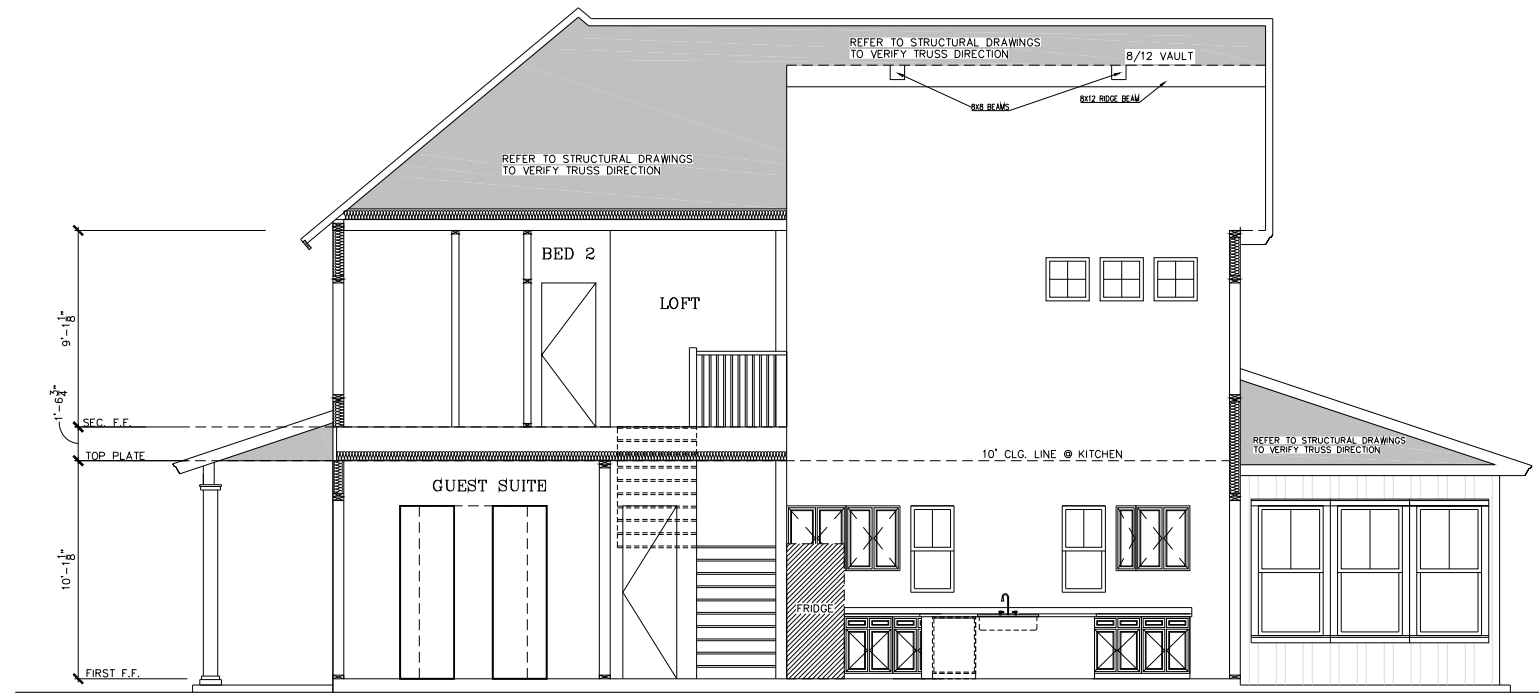 REFER TO STRUCTURAL DRAWINGS
TO VERIFY TRUSS DIRECTION
8/12 VAULT
8X8 BEAMS
8X12 RIDGE BEAM
REFER TO STRUCTURAL DRAWINGS
TO VERIFY TRUSS DIRECTION
BED 2
LOFT
9'-1 1/8"
1'-6 3/4"
SEC. F.F.
TOP PLATE
10' CLG. LINE @ KITCHEN
REFER TO STRUCTURAL DRAWINGS
TO VERIFY TRUSS DIRECTION
GUEST SUITE
10'-1 1/8"
FRIDGE
FIRST F.F.